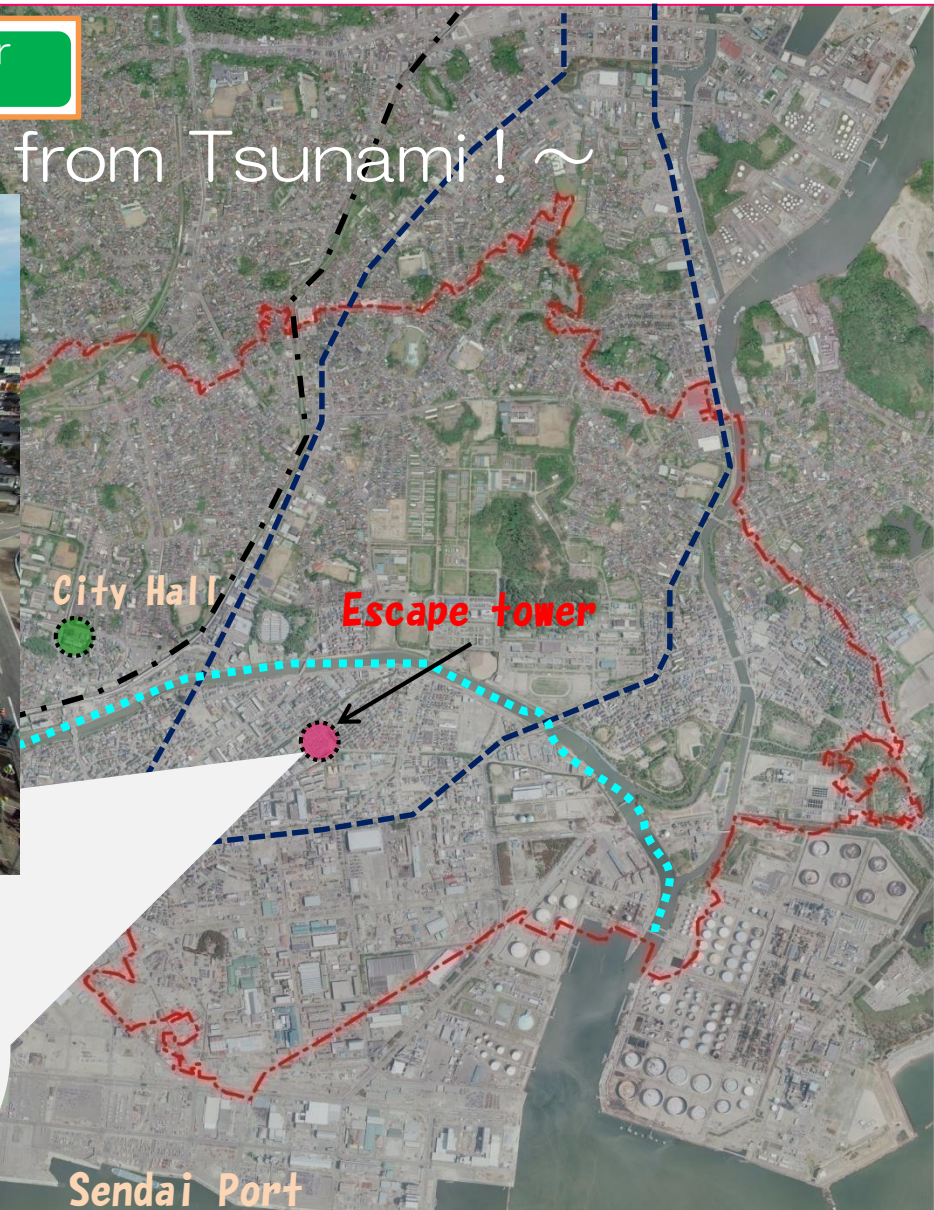 r
from Tsunami！～
City Hall
Escape tower
Sendai Port